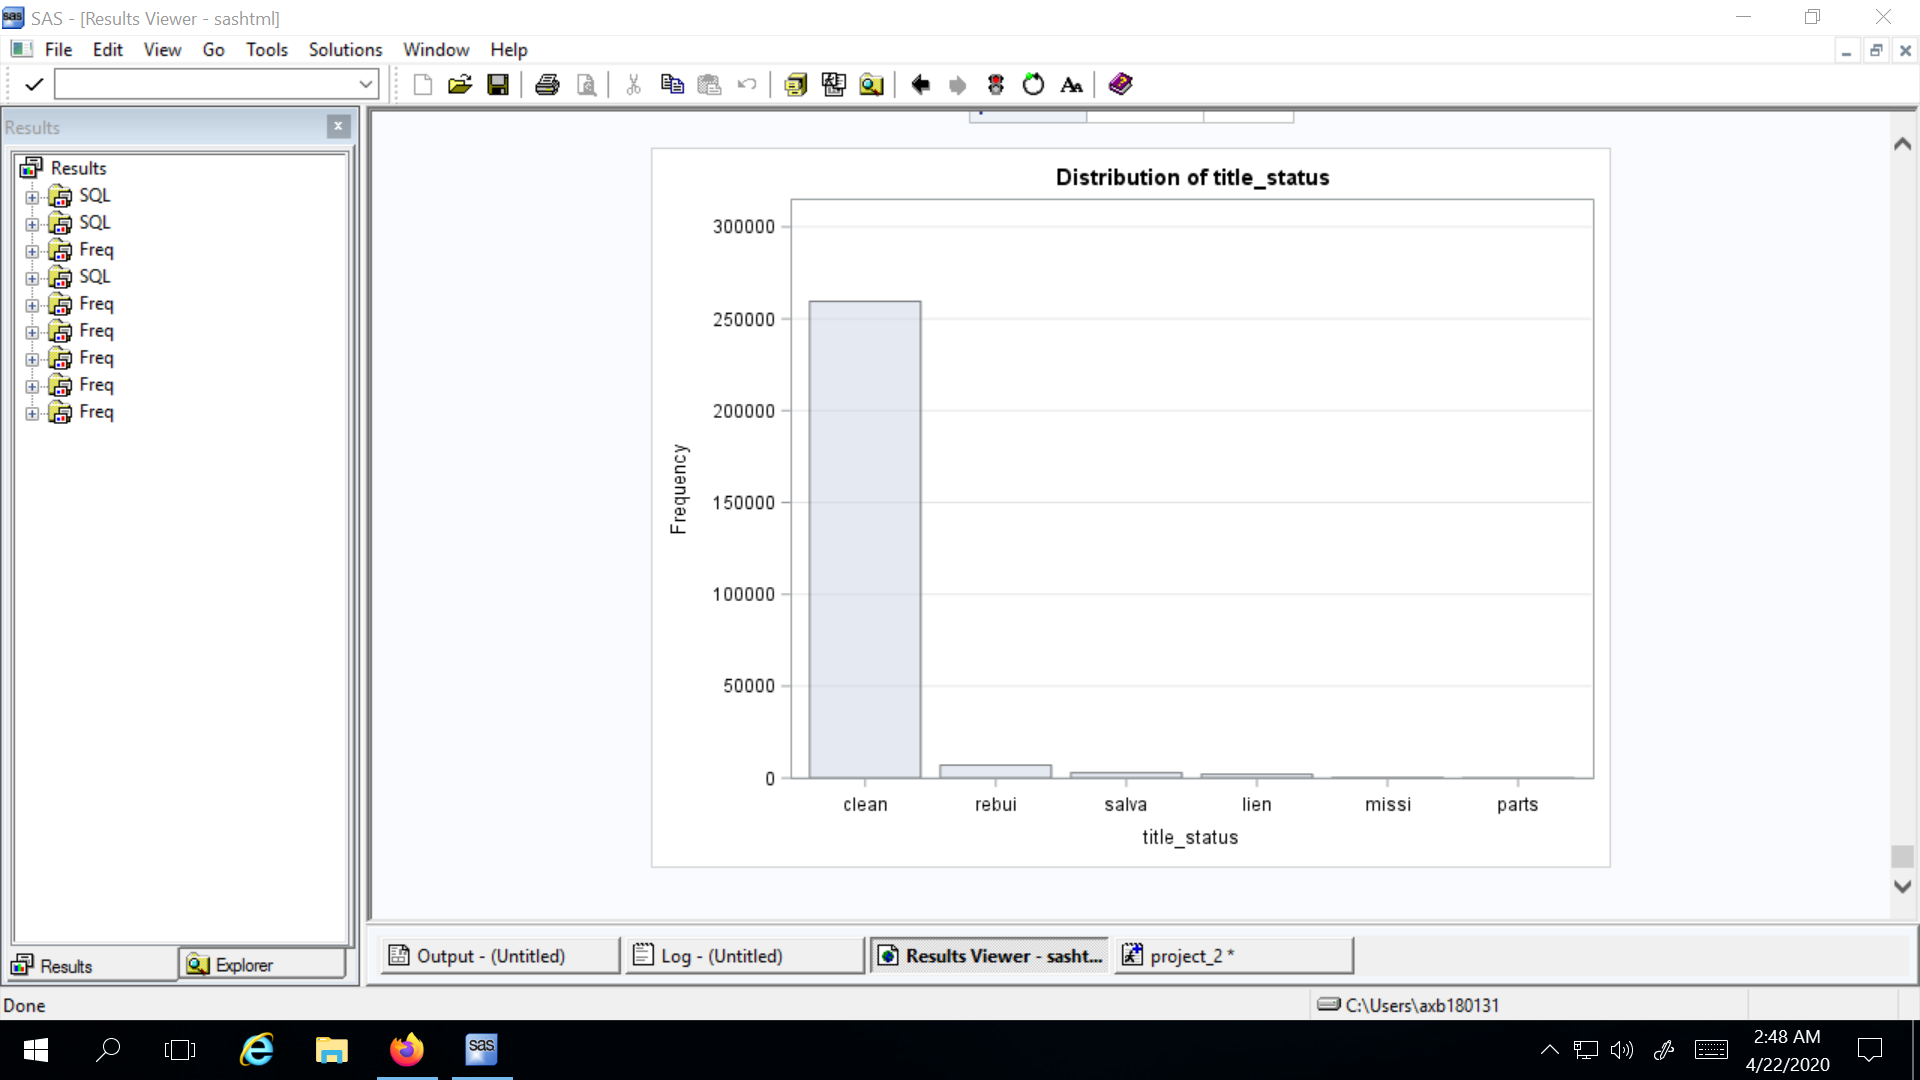 SAS - [Results Viewer - sashtml]
File Edit View Go Tools Solutions Window Help
Results
Results
SQL
SQL
Freq
SQL
Freq
Freq
Freq
Freq
Freq
Results Explorer
Distribution of title_status
Frequency
300000
250000
200000
150000
100000
50000
0
clean rebui salva lien missi parts
title_status
Output - (Untitled) Log - (Untitled) Results Viewer - sasht... project_2 *
Done C:\Users\axb180131
sas
2:48 AM
4/22/2020